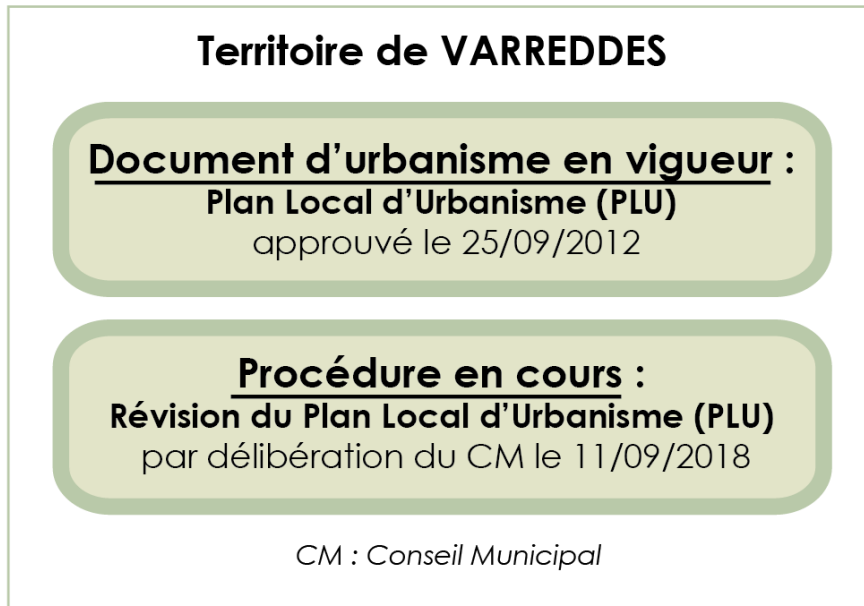 Territoire de VARREDDES
Document d’urbanisme en vigueur :
Plan Local d’Urbanisme (PLU)
approuvé le 25/09/2012
Procédure en cours :
Révision du Plan Local d’Urbanisme (PLU)
par délibération du CM le 11/09/2018
CM : Conseil Municipal